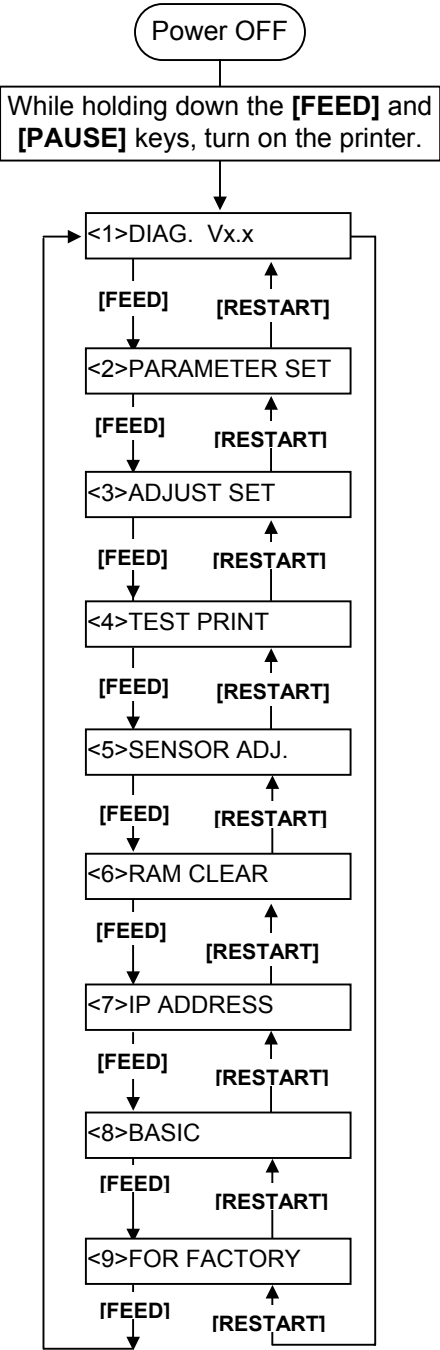 Power OFF
While holding down the [FEED] and
[PAUSE] keys, turn on the printer.
<1>DIAG. Vx.x
[FEED] [RESTART]
<2>PARAMETER SET
[FEED] [RESTART]
<3>ADJUST SET
[FEED] [RESTART]
<4>TEST PRINT
[FEED] [RESTART]
<5>SENSOR ADJ.
[FEED] [RESTART]
<6>RAM CLEAR
[FEED] [RESTART]
<7>IP ADDRESS
[FEED] [RESTART]
<8>BASIC
[FEED] [RESTART]
<9>FOR FACTORY
[FEED] [RESTART]